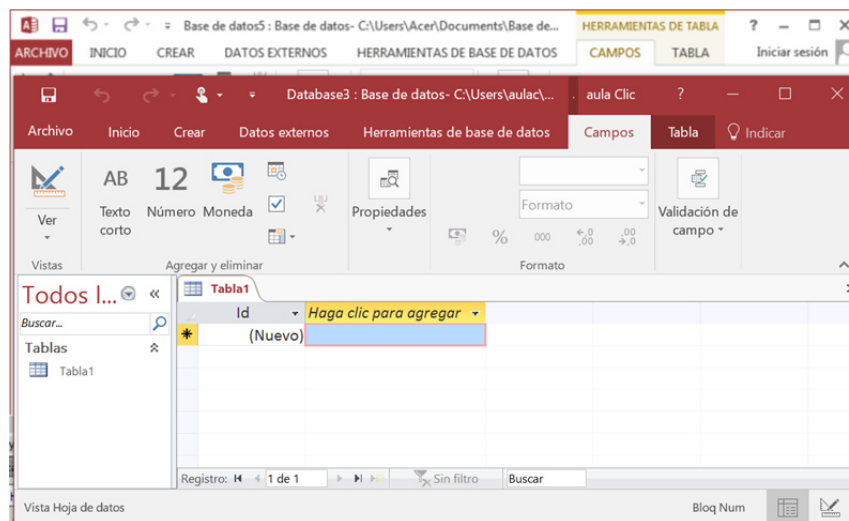 Base de datos5 : Base de datos- C:\Users\Acer\Documents\Base de...
HERRAMIENTAS DE TABLA
?
ARCHIVO INICIO CREAR DATOS EXTERNOS HERRAMIENTAS DE BASE DE DATOS CAMPOS TABLA Iniciar sesión
Database3 : Base de datos- C:\Users\aulac\... . aula Clic ?
Archivo Inicio Crear Datos externos Herramientas de base de datos Campos Tabla Indicar
Ver
Vistas
AB
Texto
corto
12
Número
Moneda
Agregar y eliminar
Propiedades
Formato
% 000 ,00 ,00
Formato
Validación de
campo
Todos l... «
Buscar...
Tablas
Tabla1
Tabla1
Id Haga clic para agregar
* (Nuevo)
Registro: 1 de 1 Sin filtro Buscar
Vista Hoja de datos Bloq Num